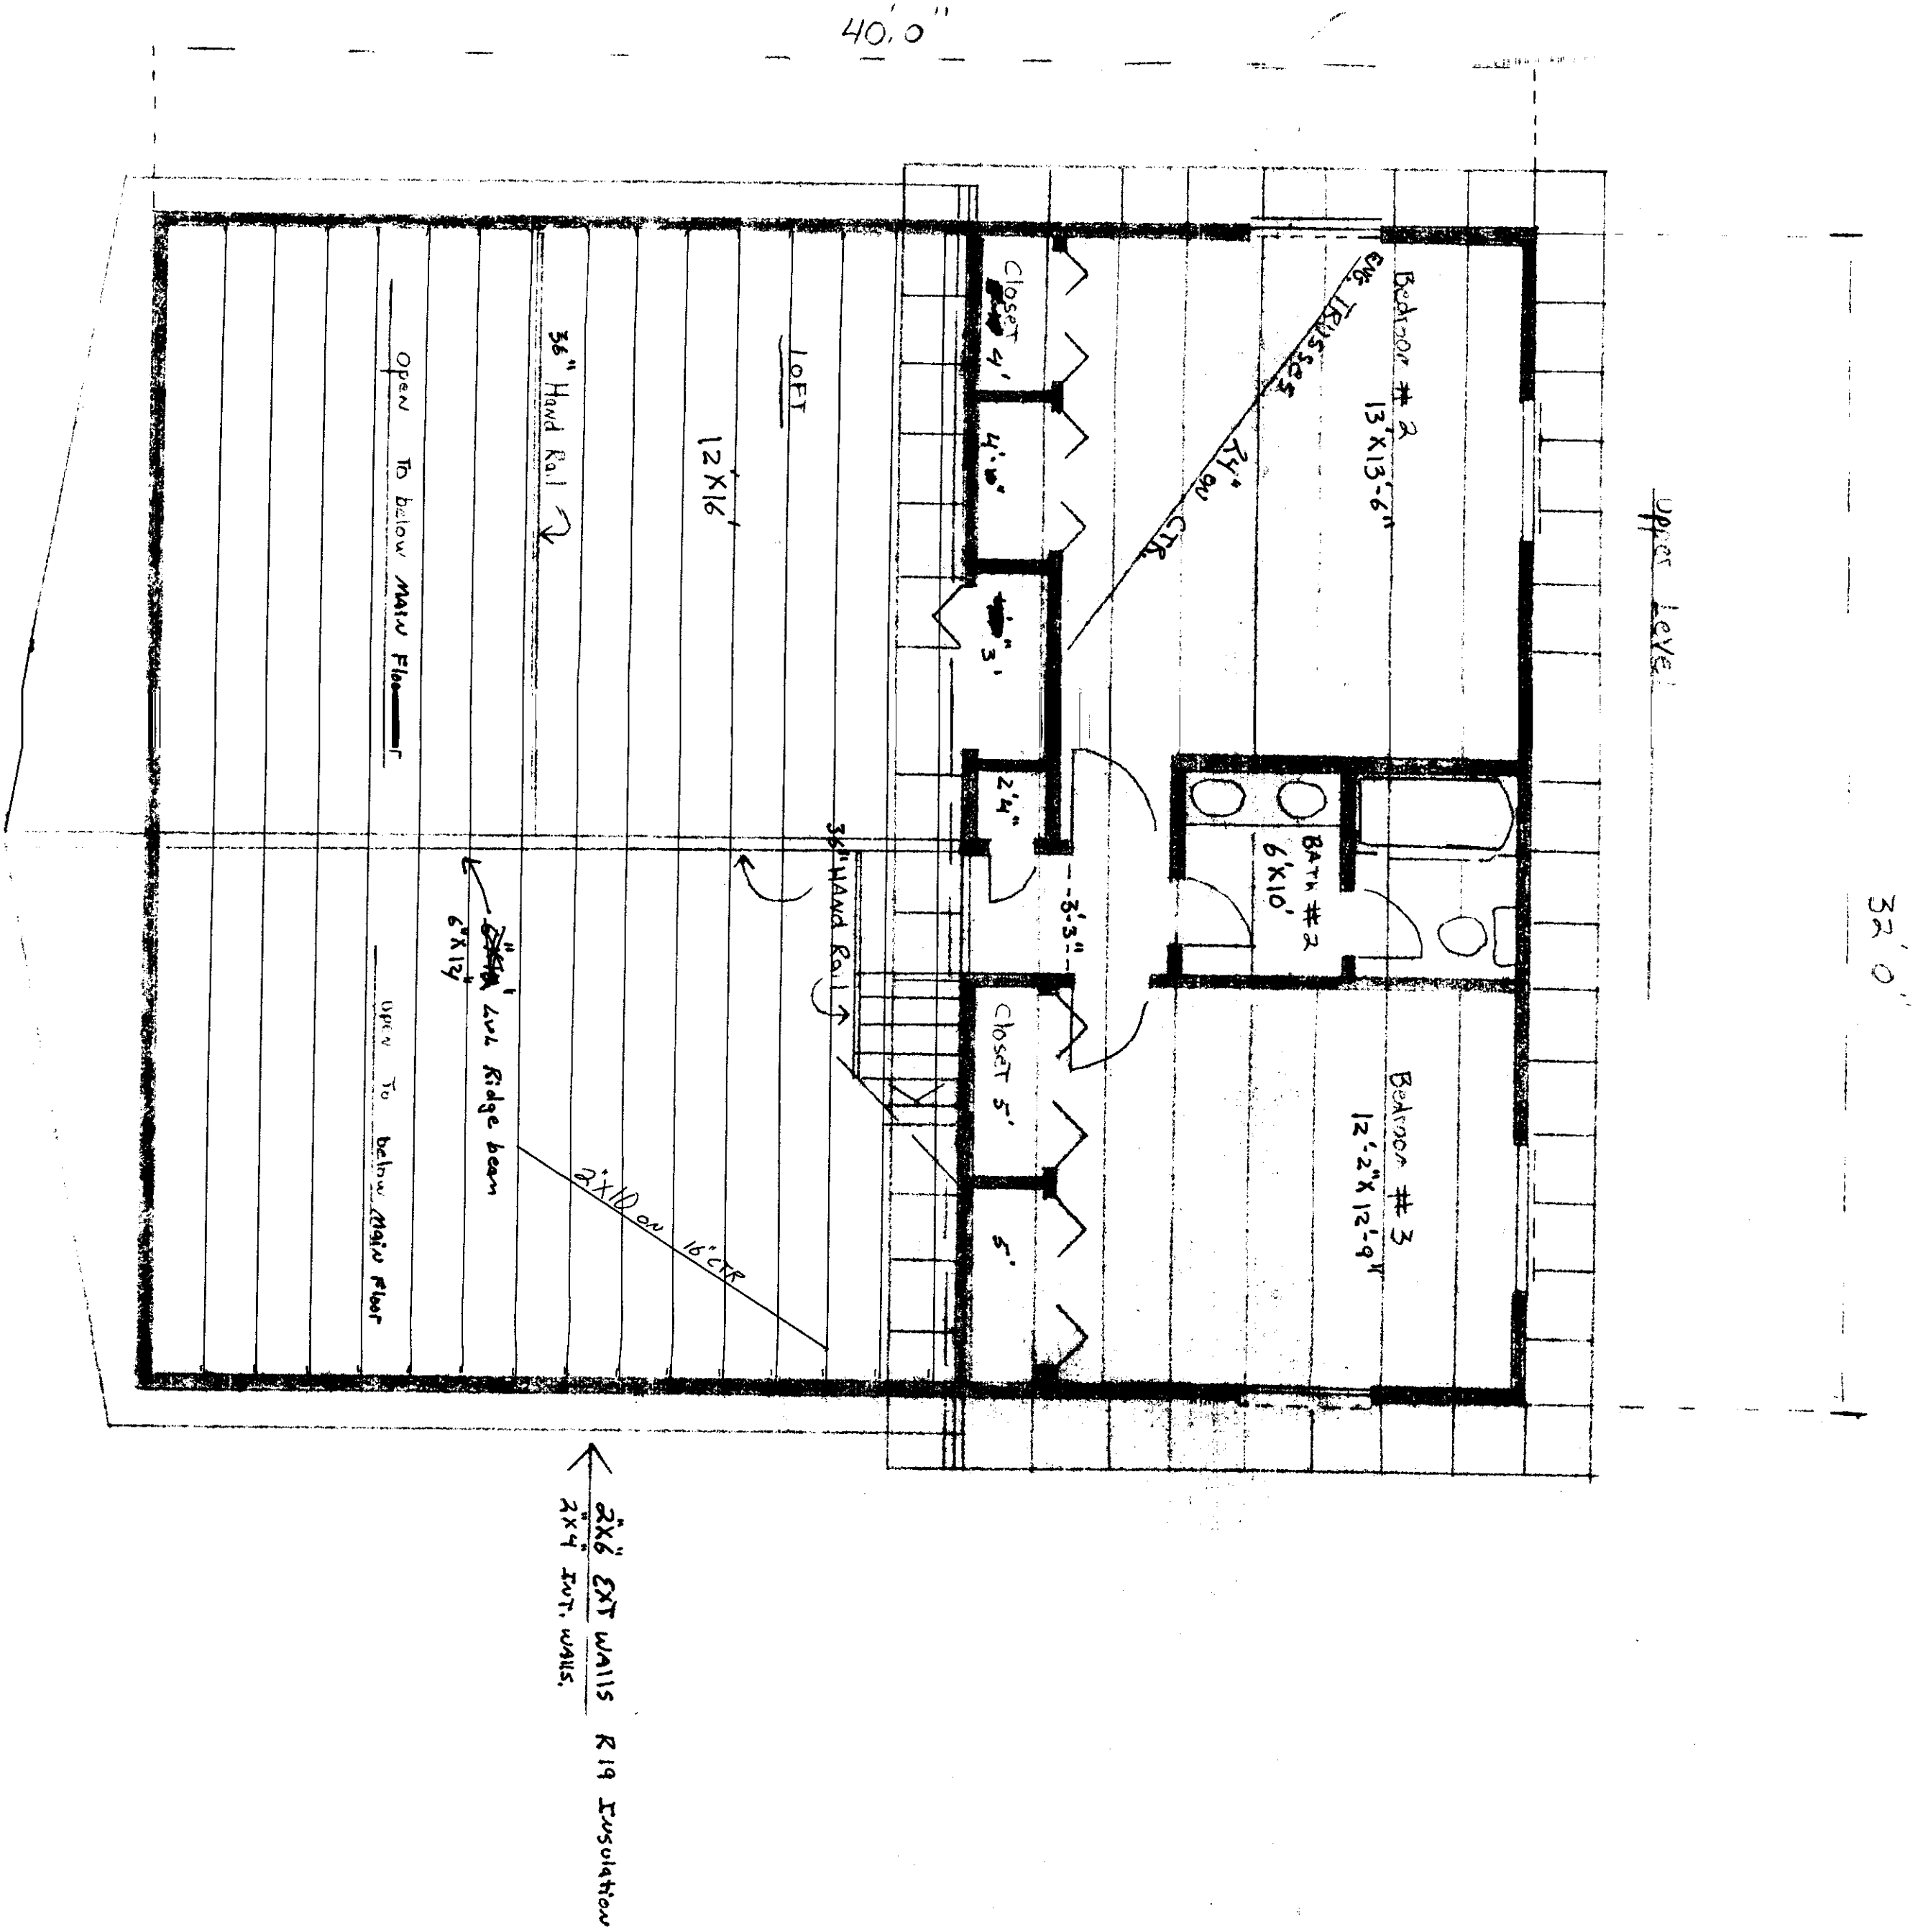 40'.0"
Upper Level
32'0"
Bedroom # 2
13'X13'-6"
ENG. TRUSSES 24" ON CTR.
Closet
4'
4'-0"
3'
2'4"
BATH #2
6'X10'
-3'-3"-
Bedroom # 3
12'-2"X 12'-9"
Closet 5'
5'
LOFT
12'X16'
36" Hand Rail
36" HAND Rail
Open To below MAIN Floor
6"X12" LVL Ridge beam
2"X10 ON 16" CTR
Open To below Main Floor
2"X6" EXT WALLS R19 Insulation
2"X4" INT. WALLS.